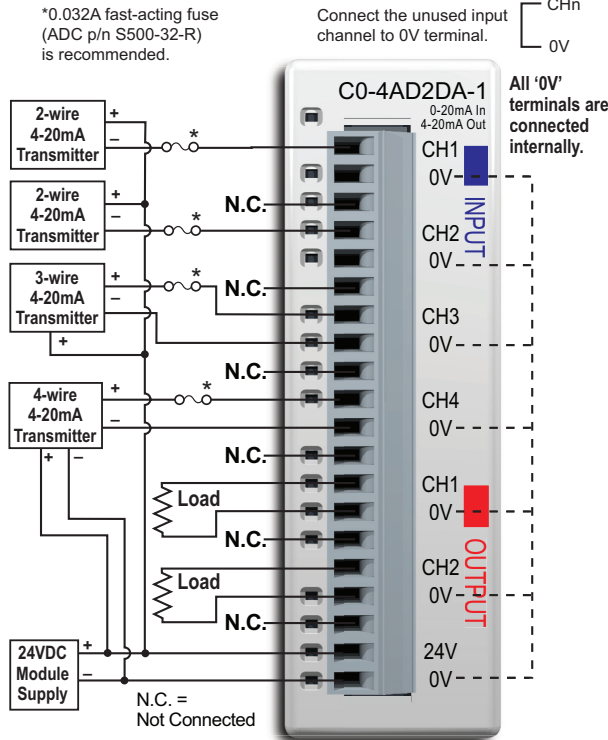 *0.032A fast-acting fuse
(ADC p/n S500-32-R)
is recommended.
Connect the unused input
channel to 0V terminal.
CHn
0V
C0-4AD2DA-1
0-20mA In
4-20mA Out
All ‘0V’
terminals are
connected
internally.
2-wire
4-20mA
Transmitter
+
–
*
CH1
0V
INPUT
2-wire
4-20mA
Transmitter
+
–
*
N.C.
CH2
0V
3-wire
4-20mA
Transmitter
+
–
+
*
N.C.
CH3
0V
N.C.
4-wire
4-20mA
Transmitter
+
–
+
–
*
CH4
0V
N.C.
Load
CH1
0V
OUTPUT
N.C.
Load
CH2
0V
N.C.
24VDC
Module
Supply
+
–
24V
0V
N.C. =
Not Connected